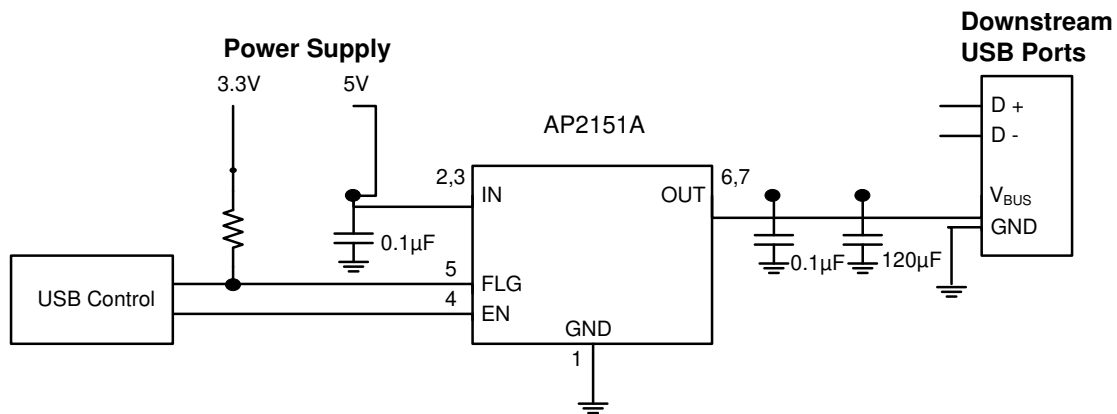 Downstream
USB Ports
Power Supply
3.3V
5V
D +
D -
AP2151A
2,3
6,7
IN
OUT
V_BUS
GND
0.1µF
0.1µF
120µF
5
FLG
USB Control
4
EN
GND
1